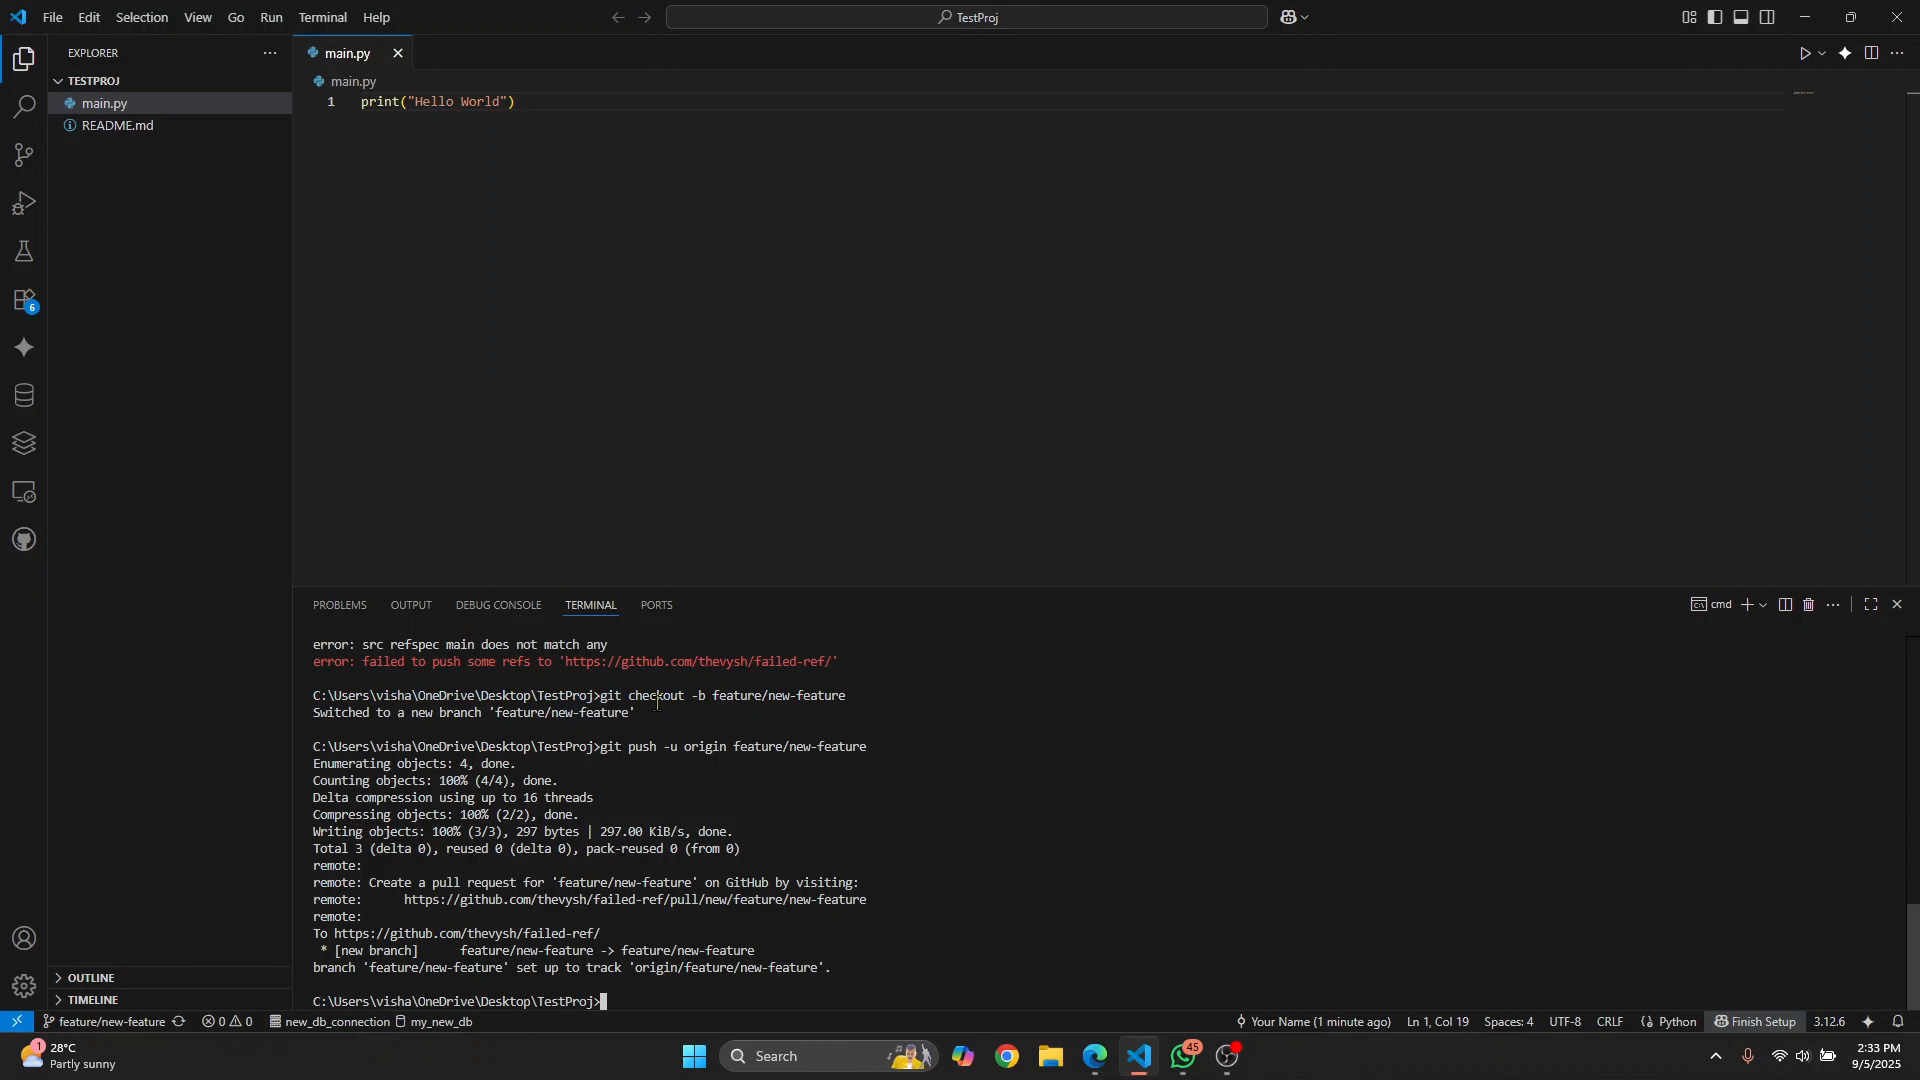 File Edit Selection View Go Run Terminal Help
TestProj
EXPLORER
main.py
TESTPROJ
main.py
README.md
main.py
1 print("Hello World")
6
PROBLEMS OUTPUT DEBUG CONSOLE TERMINAL PORTS
cmd
error: src refspec main does not match any
error: failed to push some refs to 'https://github.com/thevysh/failed-ref/'
C:\Users\visha\OneDrive\Desktop\TestProj>git checkout -b feature/new-feature
Switched to a new branch 'feature/new-feature'
C:\Users\visha\OneDrive\Desktop\TestProj>git push -u origin feature/new-feature
Enumerating objects: 4, done.
Counting objects: 100% (4/4), done.
Delta compression using up to 16 threads
Compressing objects: 100% (2/2), done.
Writing objects: 100% (3/3), 297 bytes | 297.00 KiB/s, done.
Total 3 (delta 0), reused 0 (delta 0), pack-reused 0 (from 0)
remote:
remote: Create a pull request for 'feature/new-feature' on GitHub by visiting:
remote:      https://github.com/thevysh/failed-ref/pull/new/feature/new-feature
remote:
To https://github.com/thevysh/failed-ref/
 * [new branch]      feature/new-feature -> feature/new-feature
branch 'feature/new-feature' set up to track 'origin/feature/new-feature'.
C:\Users\visha\OneDrive\Desktop\TestProj>
OUTLINE
TIMELINE
feature/new-feature 0 0 new_db_connection my_new_db Your Name (1 minute ago) Ln 1, Col 19 Spaces: 4 UTF-8 CRLF Python Finish Setup 3.12.6
1
28°C
Partly sunny
Search
45
2:33 PM
9/5/2025